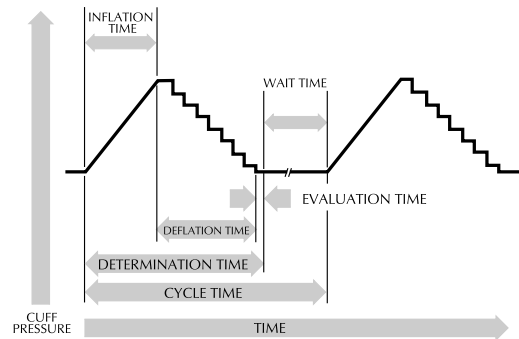 INFLATION
TIME
WAIT TIME
EVALUATION TIME
DEFLATION TIME
DETERMINATION TIME
CYCLE TIME
CUFF
PRESSURE
TIME